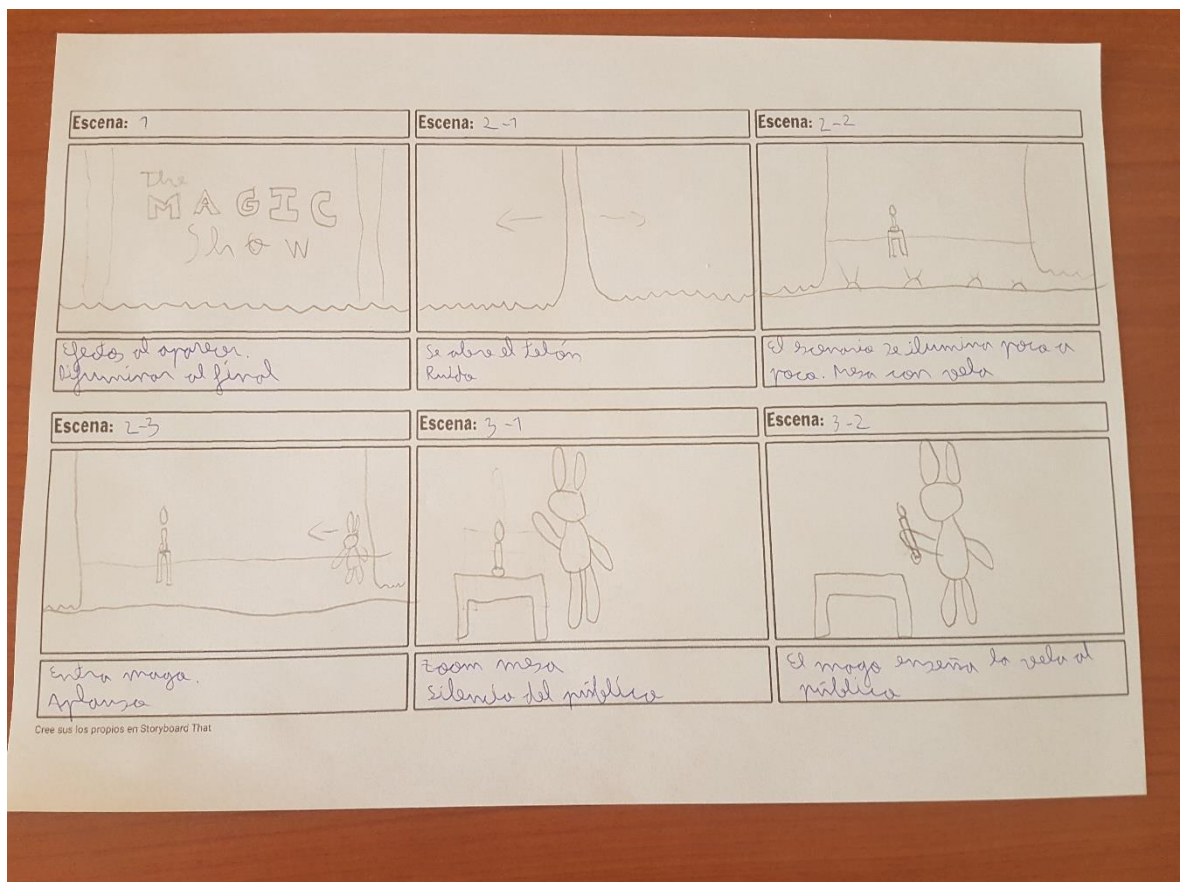 Escena: 1
Escena: 2-1
Escena: 2-2
The
MAGIC
Show
Efectos al aparecer.
Difuminar al final
Se abre el telón
Ruido
El escenario se ilumina poco a
poco. Mesa con vela
Escena: 2-3
Escena: 3-1
Escena: 3-2
Entra mago.
Aplauso
Zoom mesa
Silencio del público
El mago enseña la vela al
público
Cree sus los propios en Storyboard That